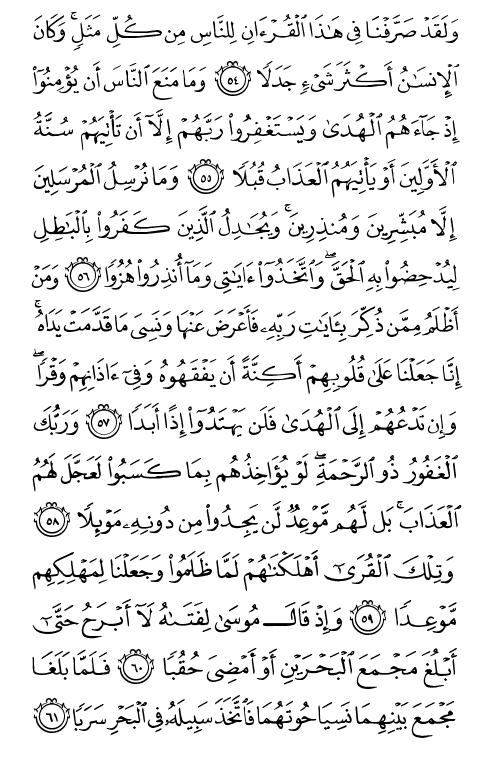 وَلَقَدۡ صَرَّفۡنَا فِي هَٰذَا ٱلۡقُرۡءَانِ لِلنَّاسِ مِن كُلِّ مَثَلٖۚ وَكَانَ
ٱلۡإِنسَٰنُ أَكۡثَرَ شَيۡءٖ جَدَلٗا ٥٤ وَمَا مَنَعَ ٱلنَّاسَ أَن يُؤۡمِنُوٓاْ
إِذۡ جَآءَهُمُ ٱلۡهُدَىٰ وَيَسۡتَغۡفِرُواْ رَبَّهُمۡ إِلَّآ أَن تَأۡتِيَهُمۡ سُنَّةُ
ٱلۡأَوَّلِينَ أَوۡ يَأۡتِيَهُمُ ٱلۡعَذَابُ قُبُلٗا ٥٥ وَمَا نُرۡسِلُ ٱلۡمُرۡسَلِينَ
إِلَّا مُبَشِّرِينَ وَمُنذِرِينَۚ وَيُجَٰدِلُ ٱلَّذِينَ كَفَرُواْ بِٱلۡبَٰطِلِ
لِيُدۡحِضُواْ بِهِ ٱلۡحَقَّۖ وَٱتَّخَذُوٓاْ ءَايَٰتِي وَمَآ أُنذِرُواْ هُزُوٗا ٥٦ وَمَنۡ
أَظۡلَمُ مِمَّن ذُكِّرَ بِـَٔايَٰتِ رَبِّهِۦ فَأَعۡرَضَ عَنۡهَا وَنَسِيَ مَا قَدَّمَتۡ يَدَاهُۚ
إِنَّا جَعَلۡنَا عَلَىٰ قُلُوبِهِمۡ أَكِنَّةً أَن يَفۡقَهُوهُ وَفِيٓ ءَاذَانِهِمۡ وَقۡرٗاۖ
وَإِن تَدۡعُهُمۡ إِلَى ٱلۡهُدَىٰ فَلَن يَهۡتَدُوٓاْ إِذًا أَبَدٗا ٥٧ وَرَبُّكَ
ٱلۡغَفُورُ ذُو ٱلرَّحۡمَةِۖ لَوۡ يُؤَاخِذُهُم بِمَا كَسَبُواْ لَعَجَّلَ لَهُمُ
ٱلۡعَذَابَۚ بَل لَّهُم مَّوۡعِدٞ لَّن يَجِدُواْ مِن دُونِهِۦ مَوۡئِلٗا ٥٨
وَتِلۡكَ ٱلۡقُرَىٰٓ أَهۡلَكۡنَٰهُمۡ لَمَّا ظَلَمُواْ وَجَعَلۡنَا لِمَهۡلِكِهِم
مَّوۡعِدٗا ٥٩ وَإِذۡ قَالَ مُوسَىٰ لِفَتَىٰهُ لَآ أَبۡرَحُ حَتَّىٰٓ
أَبۡلُغَ مَجۡمَعَ ٱلۡبَحۡرَيۡنِ أَوۡ أَمۡضِيَ حُقُبٗا ٦٠ فَلَمَّا بَلَغَا
مَجۡمَعَ بَيۡنِهِمَا نَسِيَا حُوتَهُمَا فَٱتَّخَذَ سَبِيلَهُۥ فِي ٱلۡبَحۡرِ سَرَبٗا ٦١